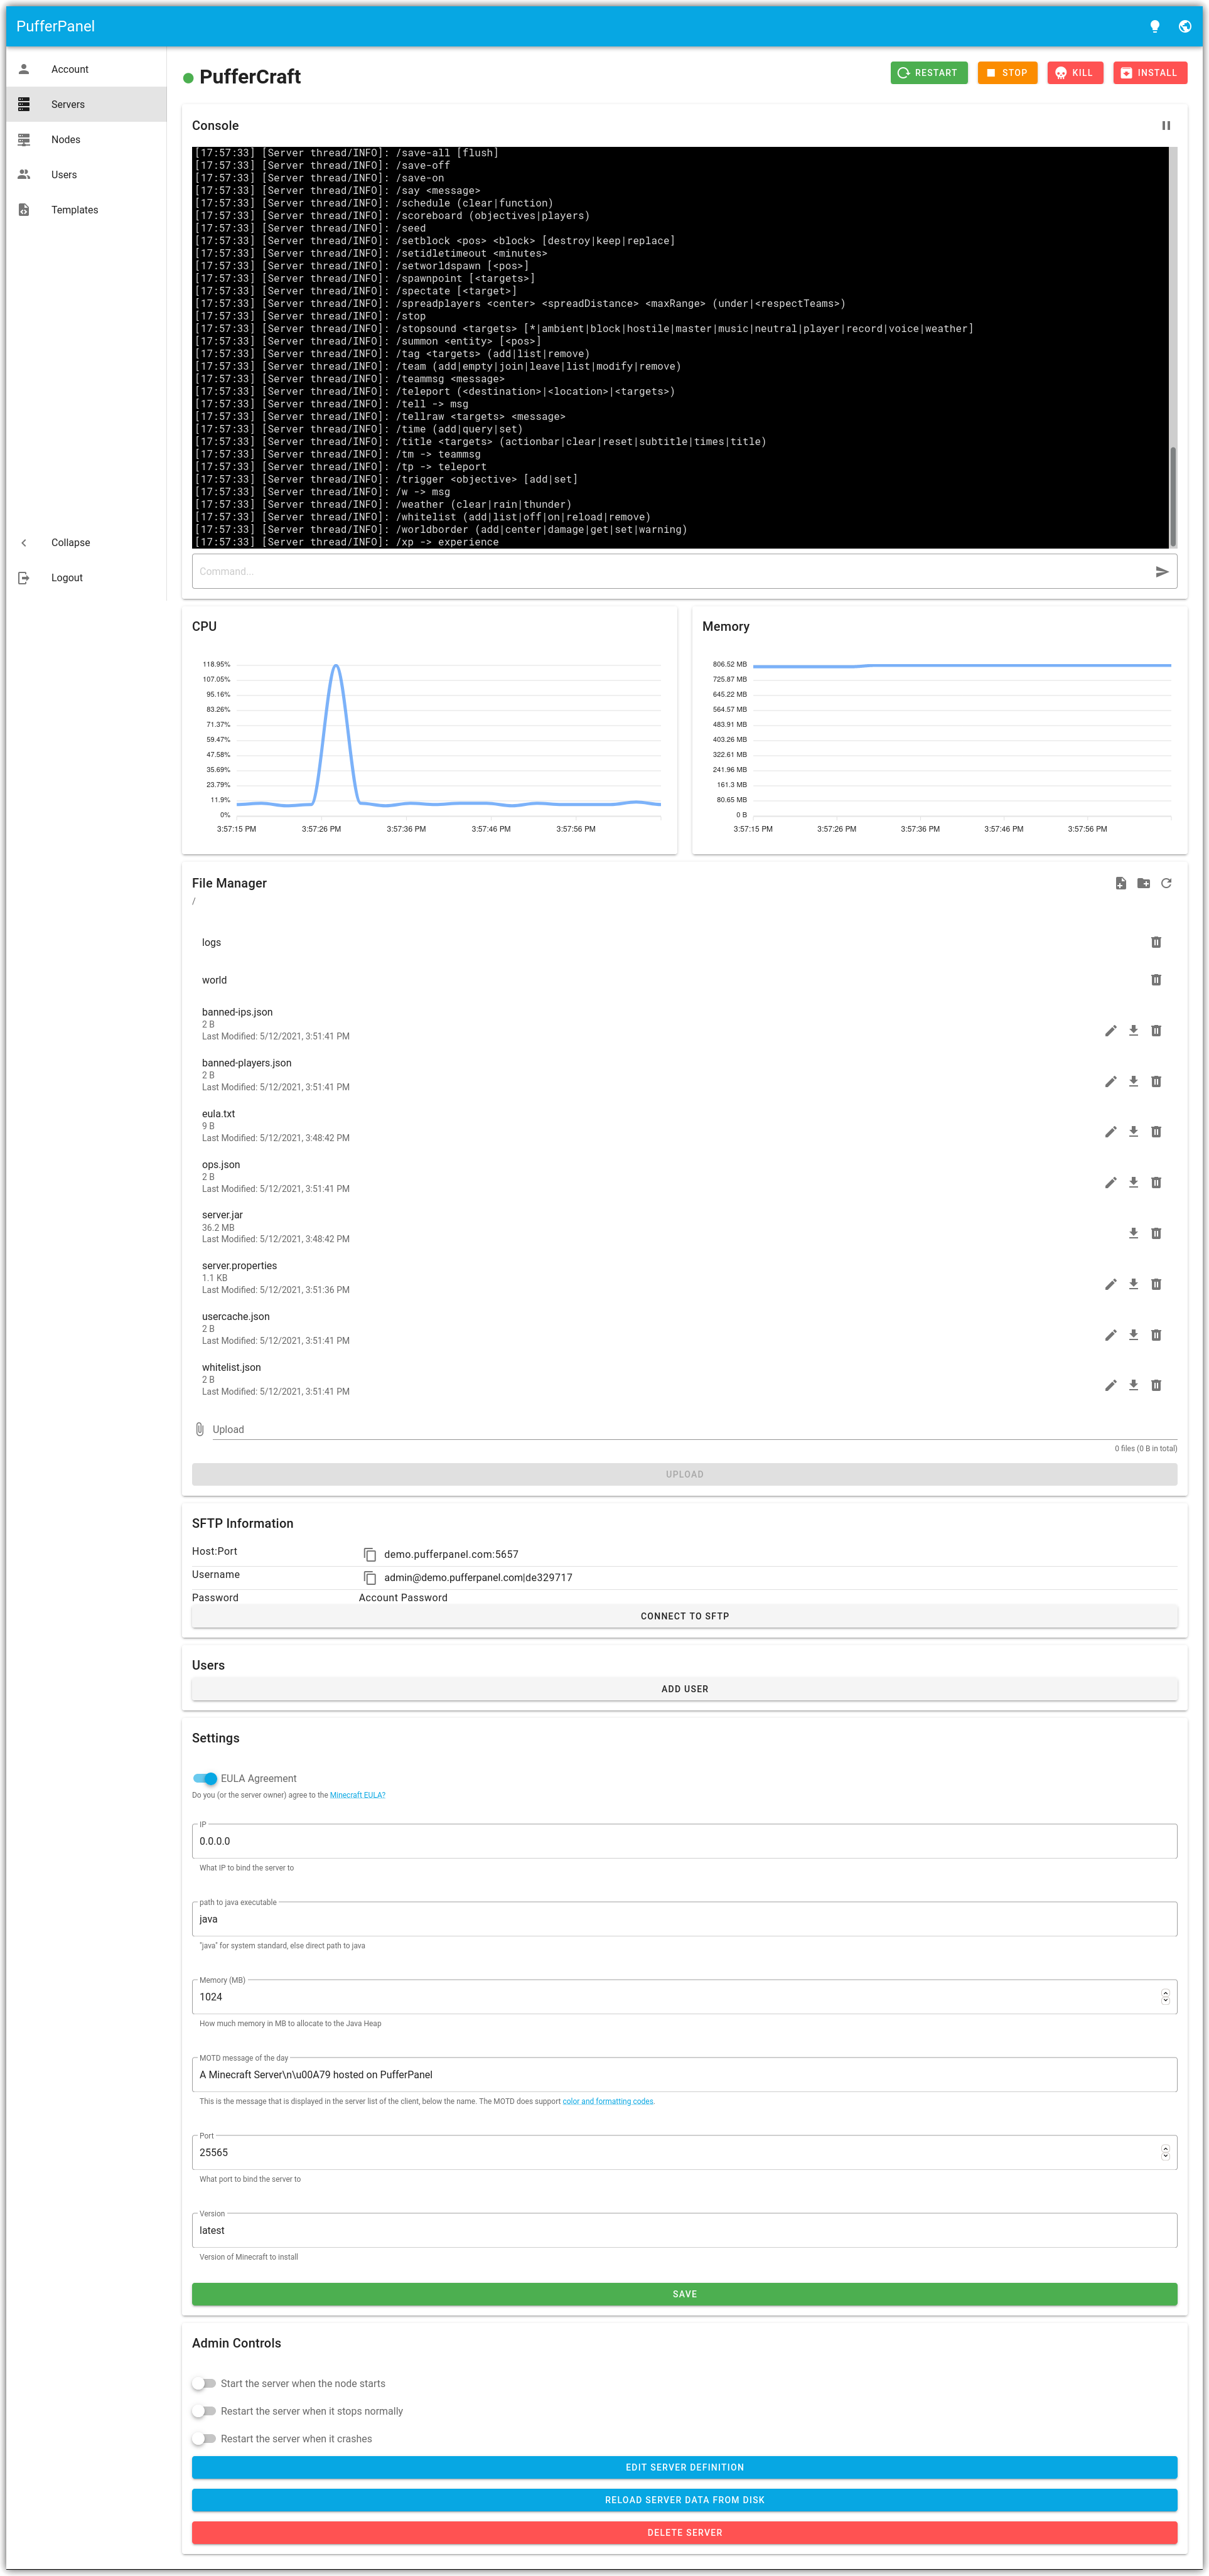 PufferPanel
Account
Servers
Nodes
Users
Templates
Collapse
Logout
PufferCraft
RESTART
STOP
KILL
INSTALL
Console
[17:57:33] [Server thread/INFO]: /save-all [flush]
[17:57:33] [Server thread/INFO]: /save-off
[17:57:33] [Server thread/INFO]: /save-on
[17:57:33] [Server thread/INFO]: /say <message>
[17:57:33] [Server thread/INFO]: /schedule (clear|function)
[17:57:33] [Server thread/INFO]: /scoreboard (objectives|players)
[17:57:33] [Server thread/INFO]: /seed
[17:57:33] [Server thread/INFO]: /setblock <pos> <block> [destroy|keep|replace]
[17:57:33] [Server thread/INFO]: /setidletimeout <minutes>
[17:57:33] [Server thread/INFO]: /setworldspawn [<pos>]
[17:57:33] [Server thread/INFO]: /spawnpoint [<targets>]
[17:57:33] [Server thread/INFO]: /spectate [<target>]
[17:57:33] [Server thread/INFO]: /spreadplayers <center> <spreadDistance> <maxRange> (under|<respectTeams>)
[17:57:33] [Server thread/INFO]: /stop
[17:57:33] [Server thread/INFO]: /stopsound <targets> [*|ambient|block|hostile|master|music|neutral|player|record|voice|weather]
[17:57:33] [Server thread/INFO]: /summon <entity> [<pos>]
[17:57:33] [Server thread/INFO]: /tag <targets> (add|list|remove)
[17:57:33] [Server thread/INFO]: /team (add|empty|join|leave|list|modify|remove)
[17:57:33] [Server thread/INFO]: /teammsg <message>
[17:57:33] [Server thread/INFO]: /teleport (<destination>|<location>|<targets>)
[17:57:33] [Server thread/INFO]: /tell -> msg
[17:57:33] [Server thread/INFO]: /tellraw <targets> <message>
[17:57:33] [Server thread/INFO]: /time (add|query|set)
[17:57:33] [Server thread/INFO]: /title <targets> (actionbar|clear|reset|subtitle|times|title)
[17:57:33] [Server thread/INFO]: /tm -> teammsg
[17:57:33] [Server thread/INFO]: /tp -> teleport
[17:57:33] [Server thread/INFO]: /trigger <objective> [add|set]
[17:57:33] [Server thread/INFO]: /w -> msg
[17:57:33] [Server thread/INFO]: /weather (clear|rain|thunder)
[17:57:33] [Server thread/INFO]: /whitelist (add|list|off|on|reload|remove)
[17:57:33] [Server thread/INFO]: /worldborder (add|center|damage|get|set|warning)
[17:57:33] [Server thread/INFO]: /xp -> experience
Command...
CPU
118.95%
107.05%
95.16%
83.26%
71.37%
59.47%
47.58%
35.69%
23.79%
11.9%
0%
3:57:15 PM 3:57:26 PM 3:57:36 PM 3:57:46 PM 3:57:56 PM
Memory
806.52 MB
725.87 MB
645.22 MB
564.57 MB
483.91 MB
403.26 MB
322.61 MB
241.96 MB
161.3 MB
80.65 MB
0 B
3:57:15 PM 3:57:26 PM 3:57:36 PM 3:57:46 PM 3:57:56 PM
File Manager
/
logs
world
banned-ips.json
2 B
Last Modified: 5/12/2021, 3:51:41 PM
banned-players.json
2 B
Last Modified: 5/12/2021, 3:51:41 PM
eula.txt
9 B
Last Modified: 5/12/2021, 3:48:42 PM
ops.json
2 B
Last Modified: 5/12/2021, 3:51:41 PM
server.jar
36.2 MB
Last Modified: 5/12/2021, 3:48:42 PM
server.properties
1.1 KB
Last Modified: 5/12/2021, 3:51:36 PM
usercache.json
2 B
Last Modified: 5/12/2021, 3:51:41 PM
whitelist.json
2 B
Last Modified: 5/12/2021, 3:51:41 PM
Upload
0 files (0 B in total)
UPLOAD
SFTP Information
Host:Port demo.pufferpanel.com:5657
Username admin@demo.pufferpanel.com|de329717
Password Account Password
CONNECT TO SFTP
Users
ADD USER
Settings
EULA Agreement
Do you (or the server owner) agree to the Minecraft EULA?
IP
0.0.0.0
What IP to bind the server to
path to java executable
java
"java" for system standard, else direct path to java
Memory (MB)
1024
How much memory in MB to allocate to the Java Heap
MOTD message of the day
A Minecraft Server\n\u00A79 hosted on PufferPanel
This is the message that is displayed in the server list of the client, below the name. The MOTD does support color and formatting codes.
Port
25565
What port to bind the server to
Version
latest
Version of Minecraft to install
SAVE
Admin Controls
Start the server when the node starts
Restart the server when it stops normally
Restart the server when it crashes
EDIT SERVER DEFINITION
RELOAD SERVER DATA FROM DISK
DELETE SERVER